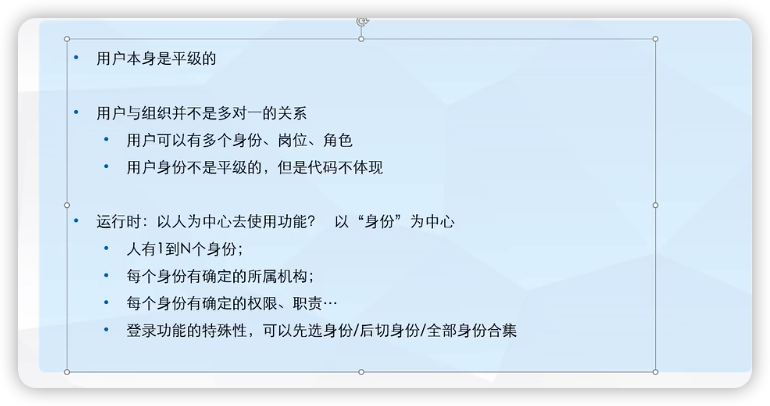 用户本身是平级的
用户与组织并不是多对一的关系
用户可以有多个身份、岗位、角色
用户身份不是平级的，但是代码不体现
运行时：以人为中心去使用功能？ 以“身份”为中心
人有1到N个身份；
每个身份有确定的所属机构；
每个身份有确定的权限、职责…
登录功能的特殊性，可以先选身份/后切身份/全部身份合集